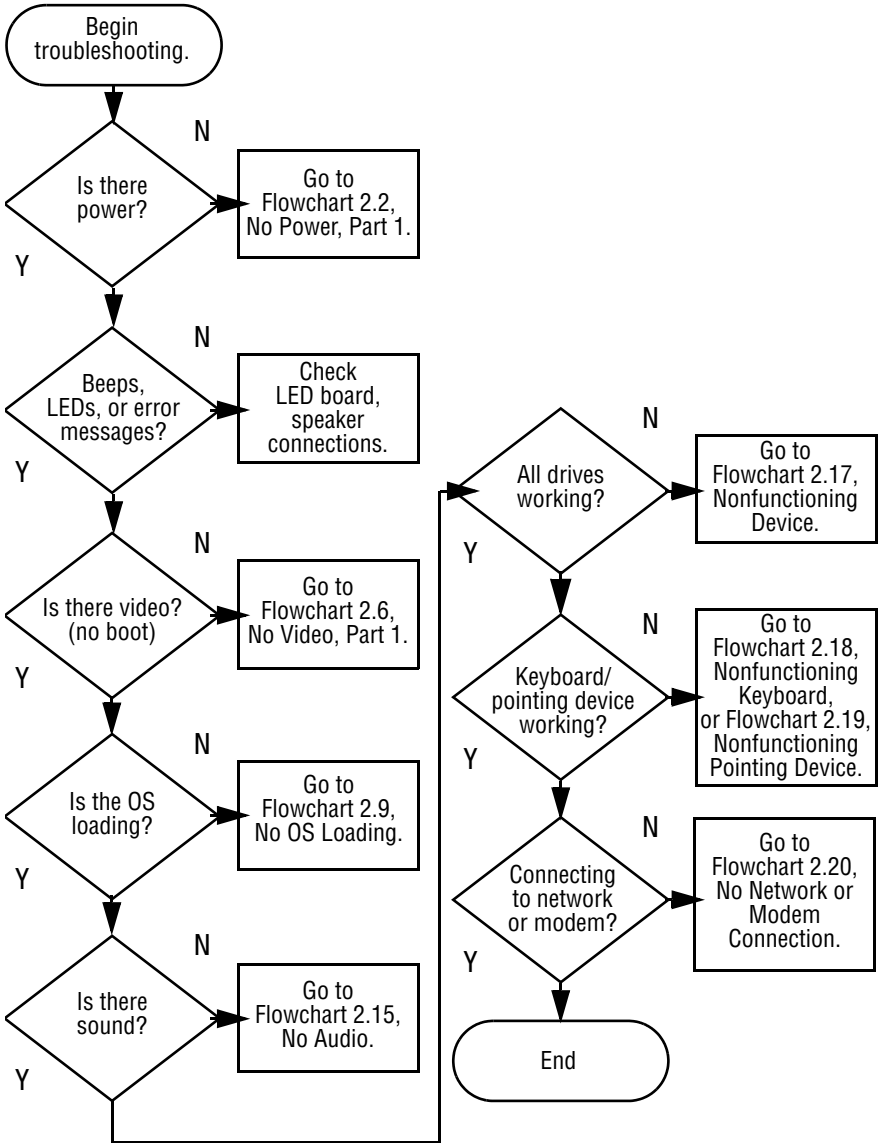 Begin
troubleshooting.
N
Is there
power?
Go to
Flowchart 2.2,
No Power, Part 1.
Y
N
Beeps,
LEDs, or error
messages?
Check
LED board,
speaker
connections.
Y
N
Is there video?
(no boot)
Go to
Flowchart 2.6,
No Video, Part 1.
Y
N
Is the OS
loading?
Go to
Flowchart 2.9,
No OS Loading.
Y
N
Is there
sound?
Go to
Flowchart 2.15,
No Audio.
Y
N
All drives
working?
Go to
Flowchart 2.17,
Nonfunctioning
Device.
Y
N
Keyboard/
pointing device
working?
Go to
Flowchart 2.18,
Nonfunctioning
Keyboard,
or Flowchart 2.19,
Nonfunctioning
Pointing Device.
Y
N
Connecting
to network
or modem?
Go to
Flowchart 2.20,
No Network or
Modem
Connection.
Y
End